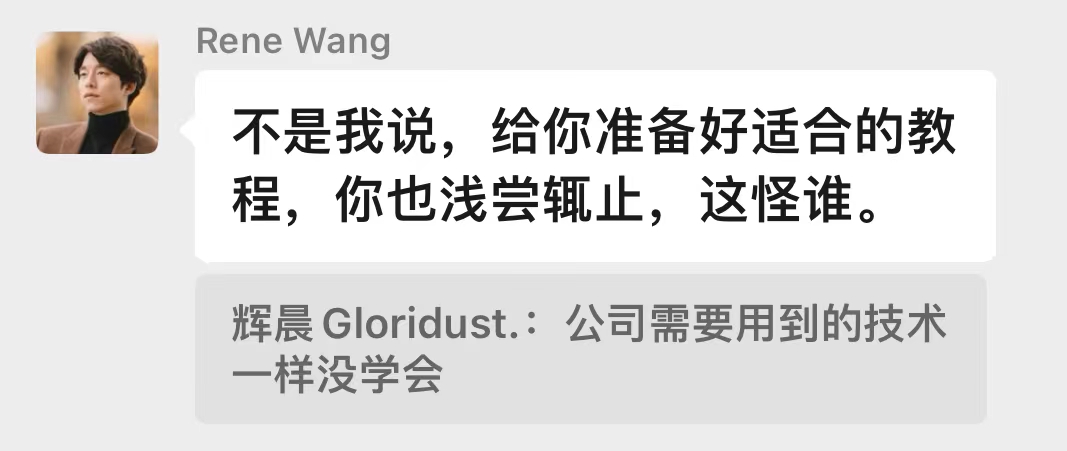 Rene Wang
不是我说，给你准备好适合的教
程，你也浅尝辄止，这怪谁。
辉晨 Gloridust.：公司需要用到的技术
一样没学会